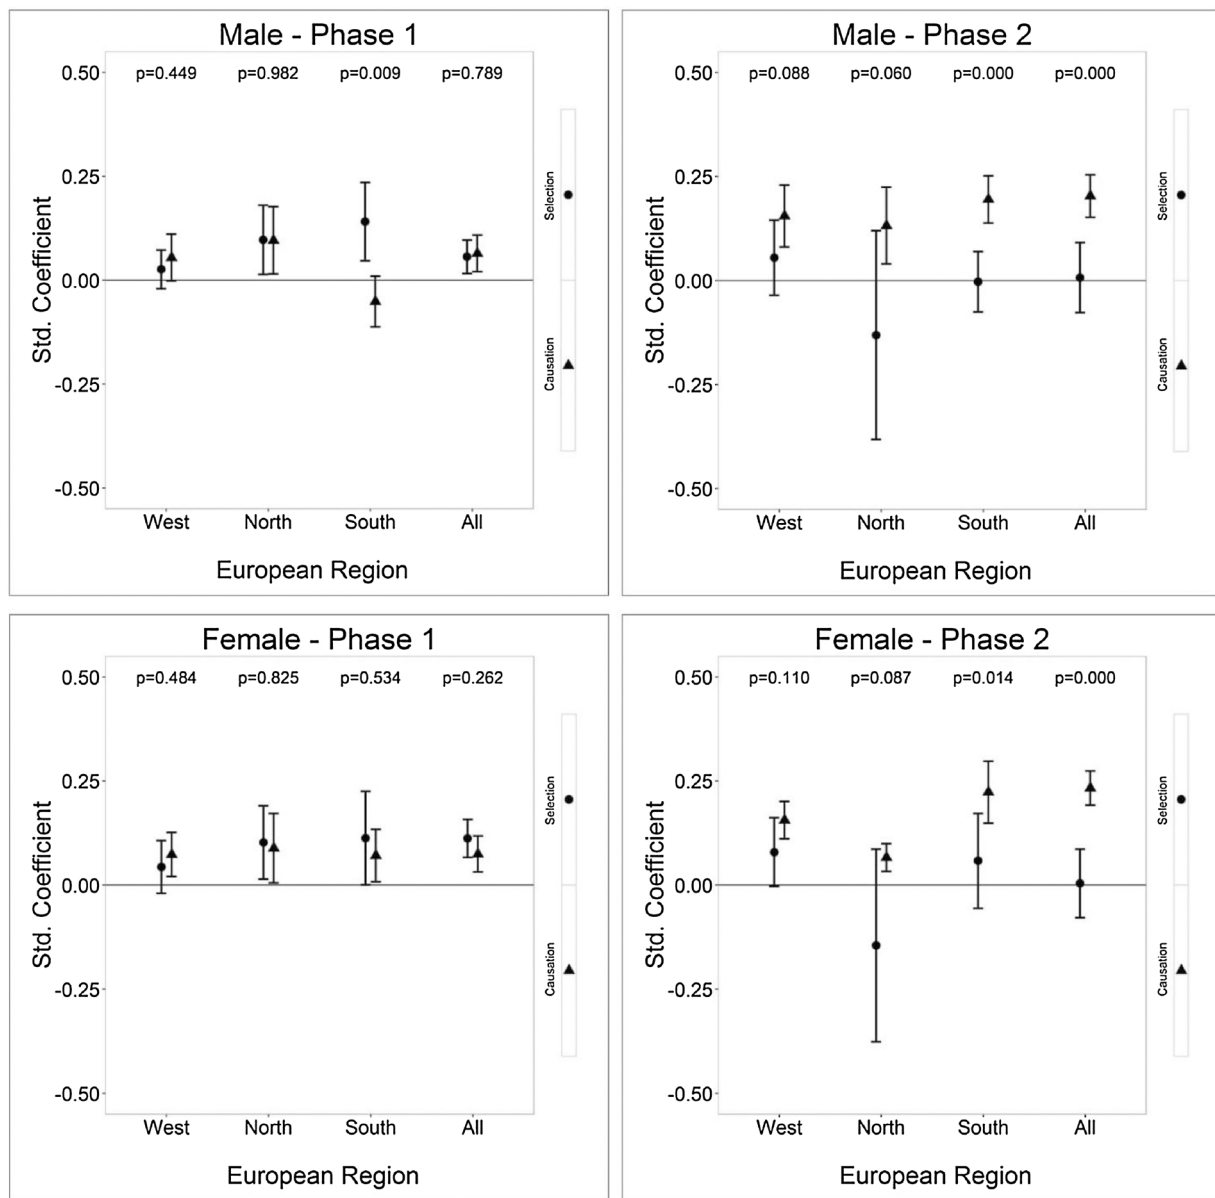 Male - Phase 1
p=0.449 p=0.982 p=0.009 p=0.789
0.50
0.25
0.00
-0.25
-0.50
Std. Coefficient
West North South All
European Region
Selection
Causation
Male - Phase 2
p=0.088 p=0.060 p=0.000 p=0.000
0.50
0.25
0.00
-0.25
-0.50
Std. Coefficient
West North South All
European Region
Selection
Causation
Female - Phase 1
p=0.484 p=0.825 p=0.534 p=0.262
0.50
0.25
0.00
-0.25
-0.50
Std. Coefficient
West North South All
European Region
Selection
Causation
Female - Phase 2
p=0.110 p=0.087 p=0.014 p=0.000
0.50
0.25
0.00
-0.25
-0.50
Std. Coefficient
West North South All
European Region
Selection
Causation